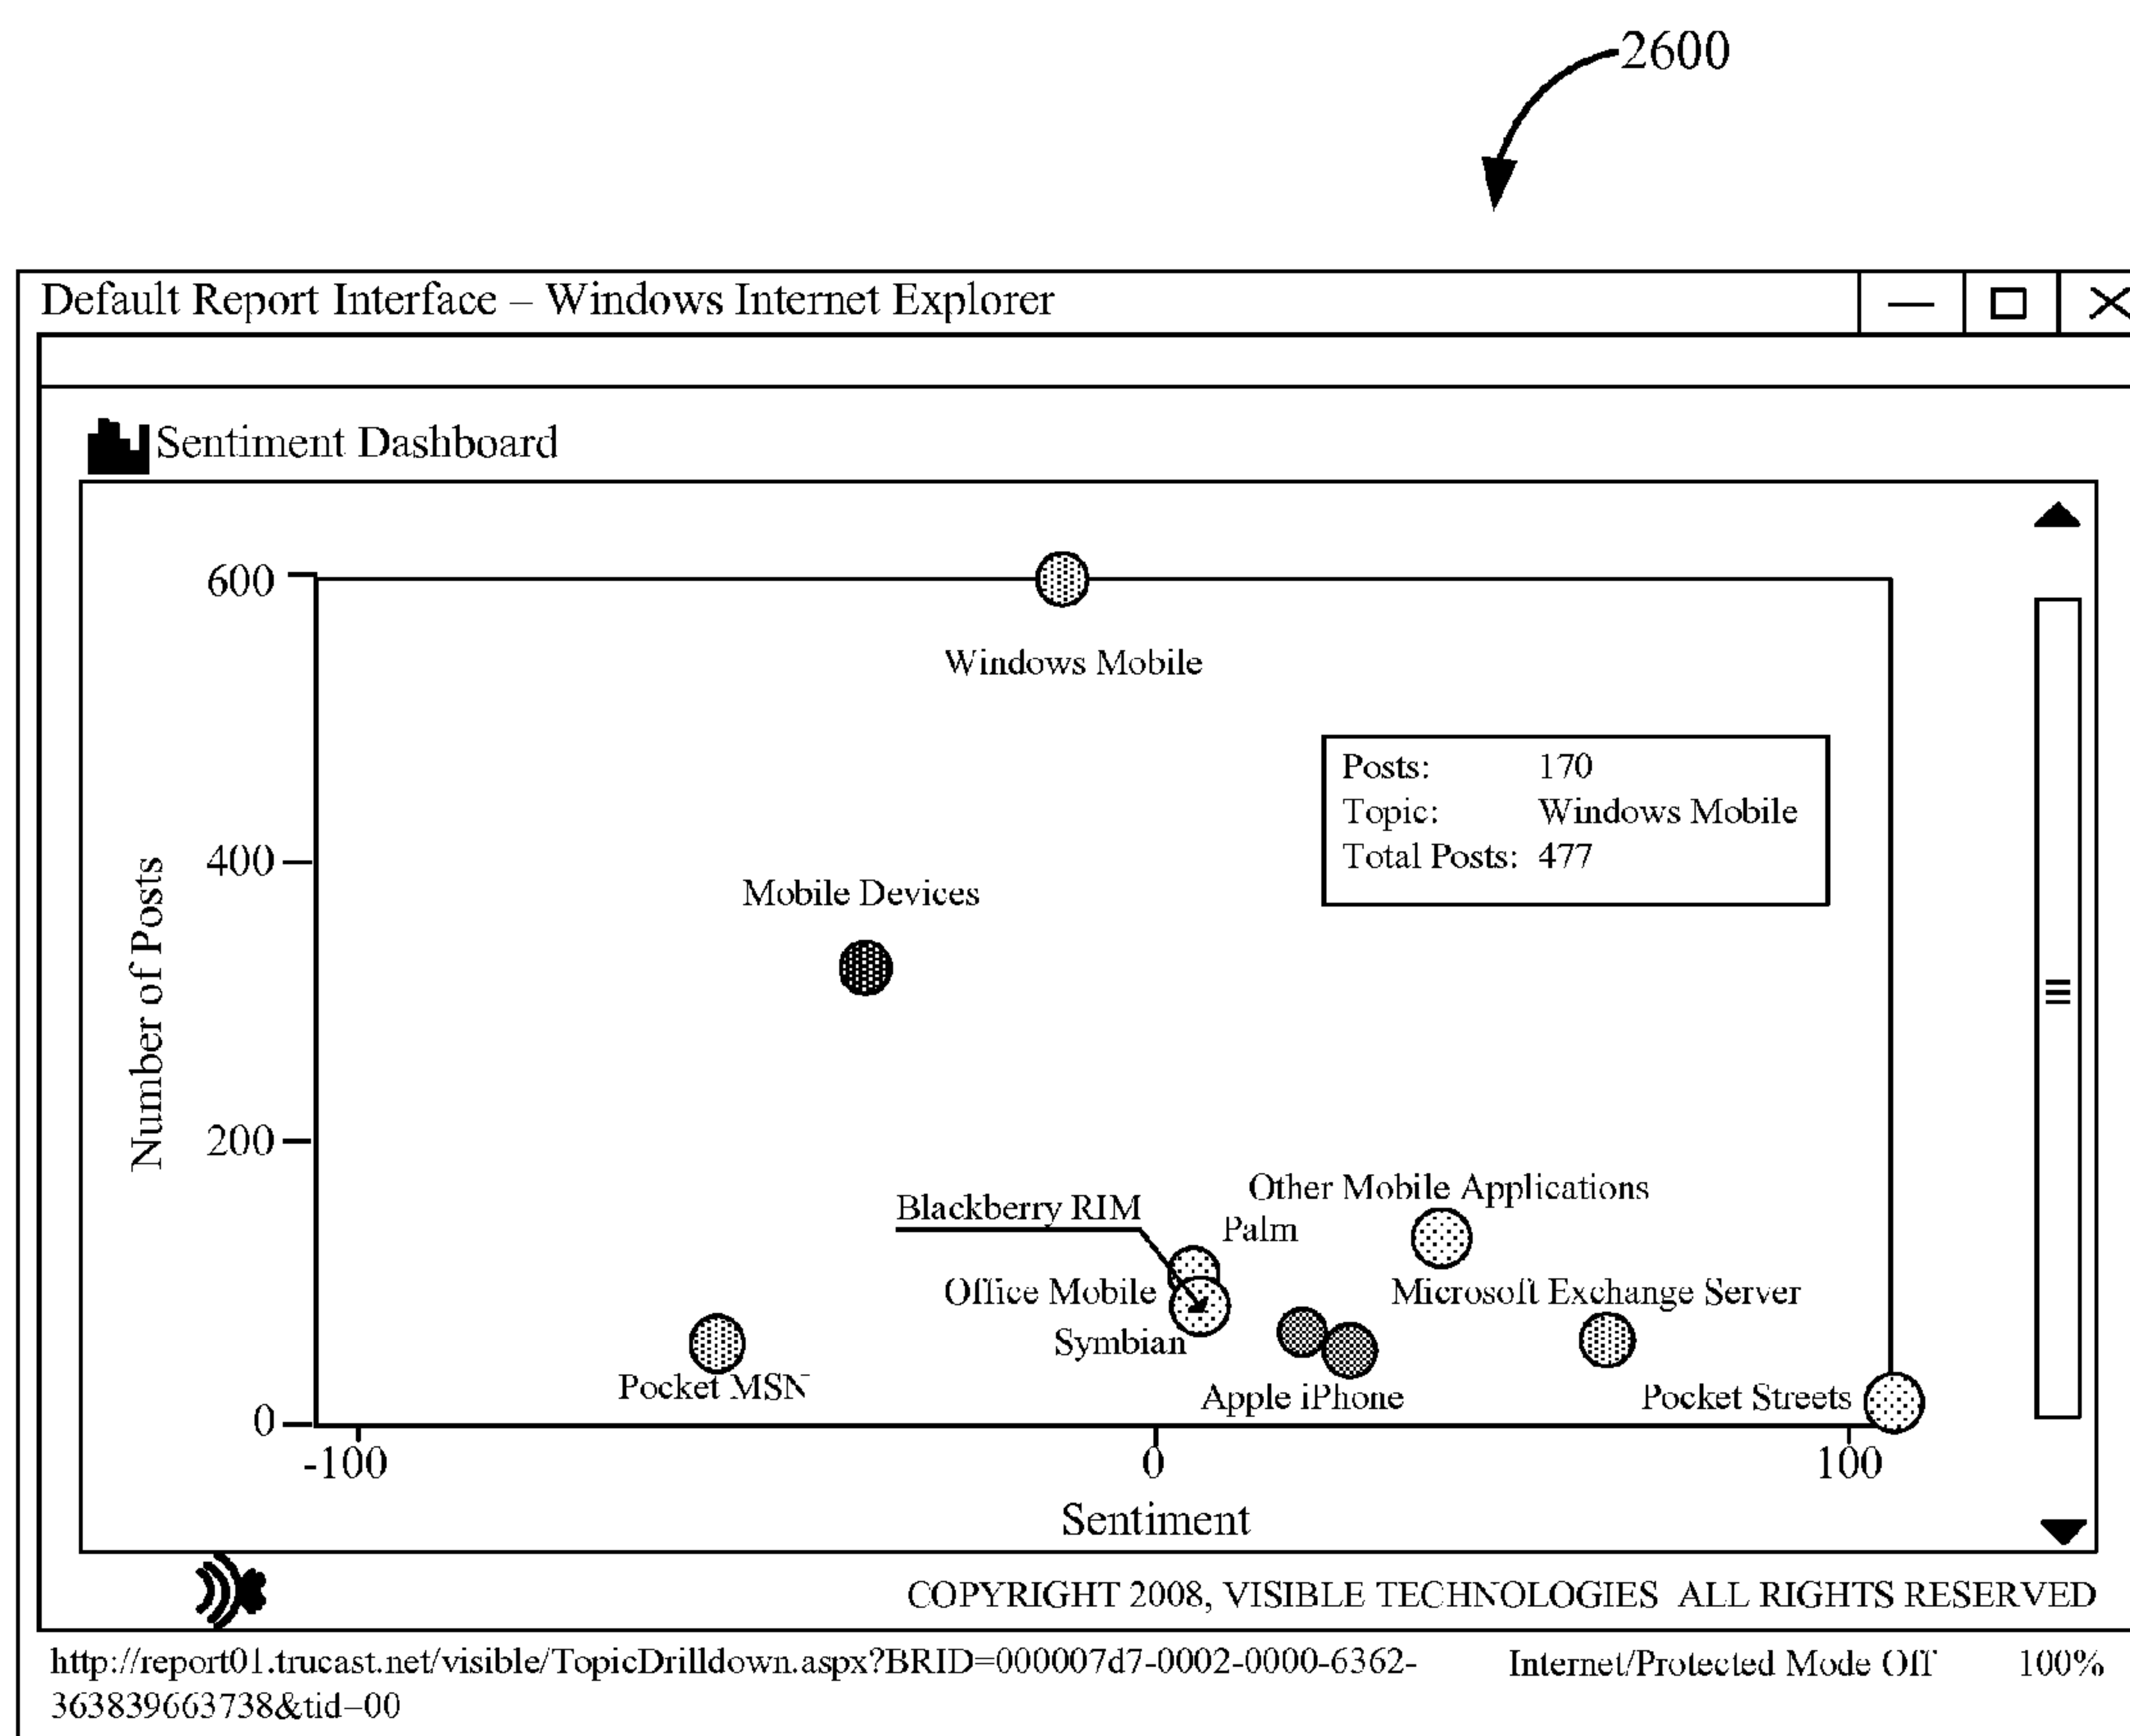 2600
Default Report Interface – Windows Internet Explorer
Sentiment Dashboard
600
Windows Mobile
Posts: 170
Topic: Windows Mobile
Total Posts: 477
400
Mobile Devices
Number of Posts
200
Other Mobile Applications
Blackberry RIM
Palm
Office Mobile
Microsoft Exchange Server
Symbian
Pocket MSN
Apple iPhone
Pocket Streets
0
-100 0 100
Sentiment
COPYRIGHT 2008, VISIBLE TECHNOLOGIES ALL RIGHTS RESERVED
http://report01.trucast.net/visible/TopicDrilldown.aspx?BRID=000007d7-0002-0000-6362- Internet/Protected Mode Off 100%
363839663738&tid–00